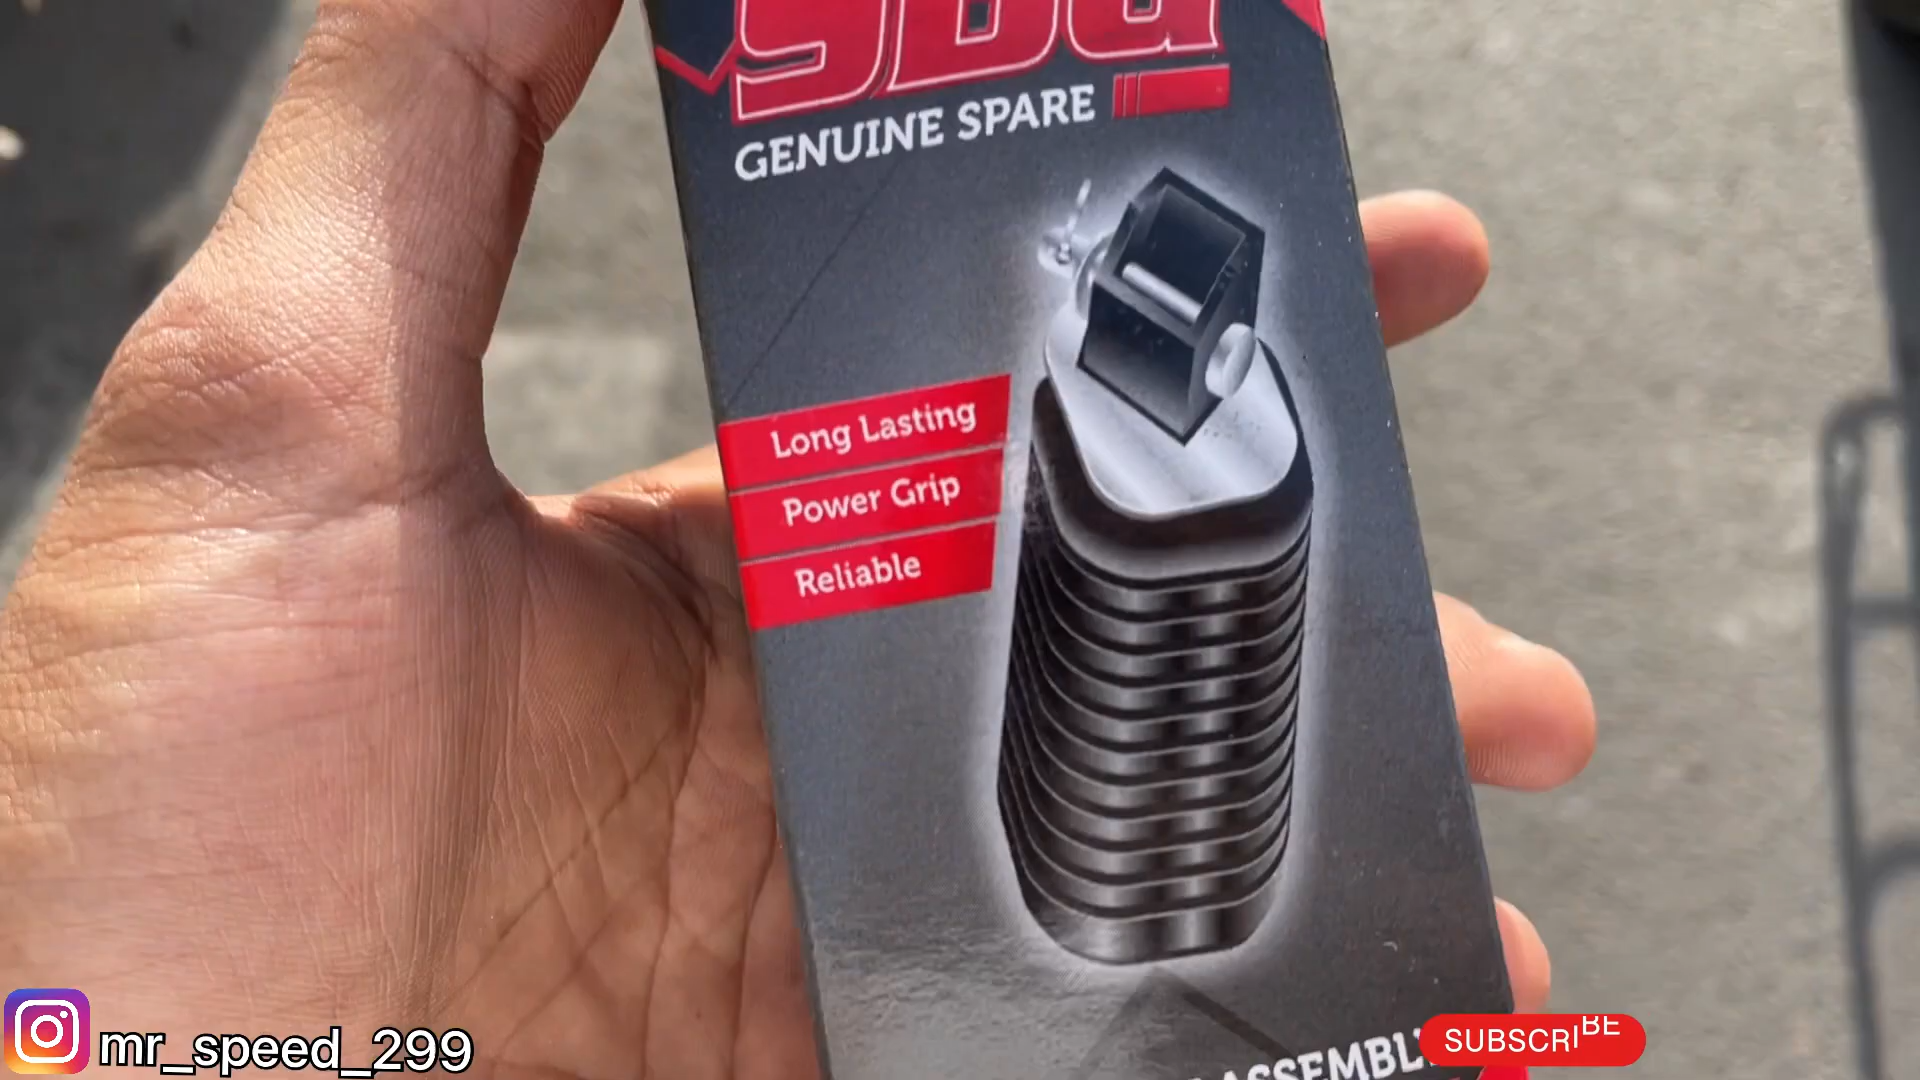 GENUINE SPARE
Long Lasting
Power Grip
Reliable
mr_speed_299
SUBSCRIBE